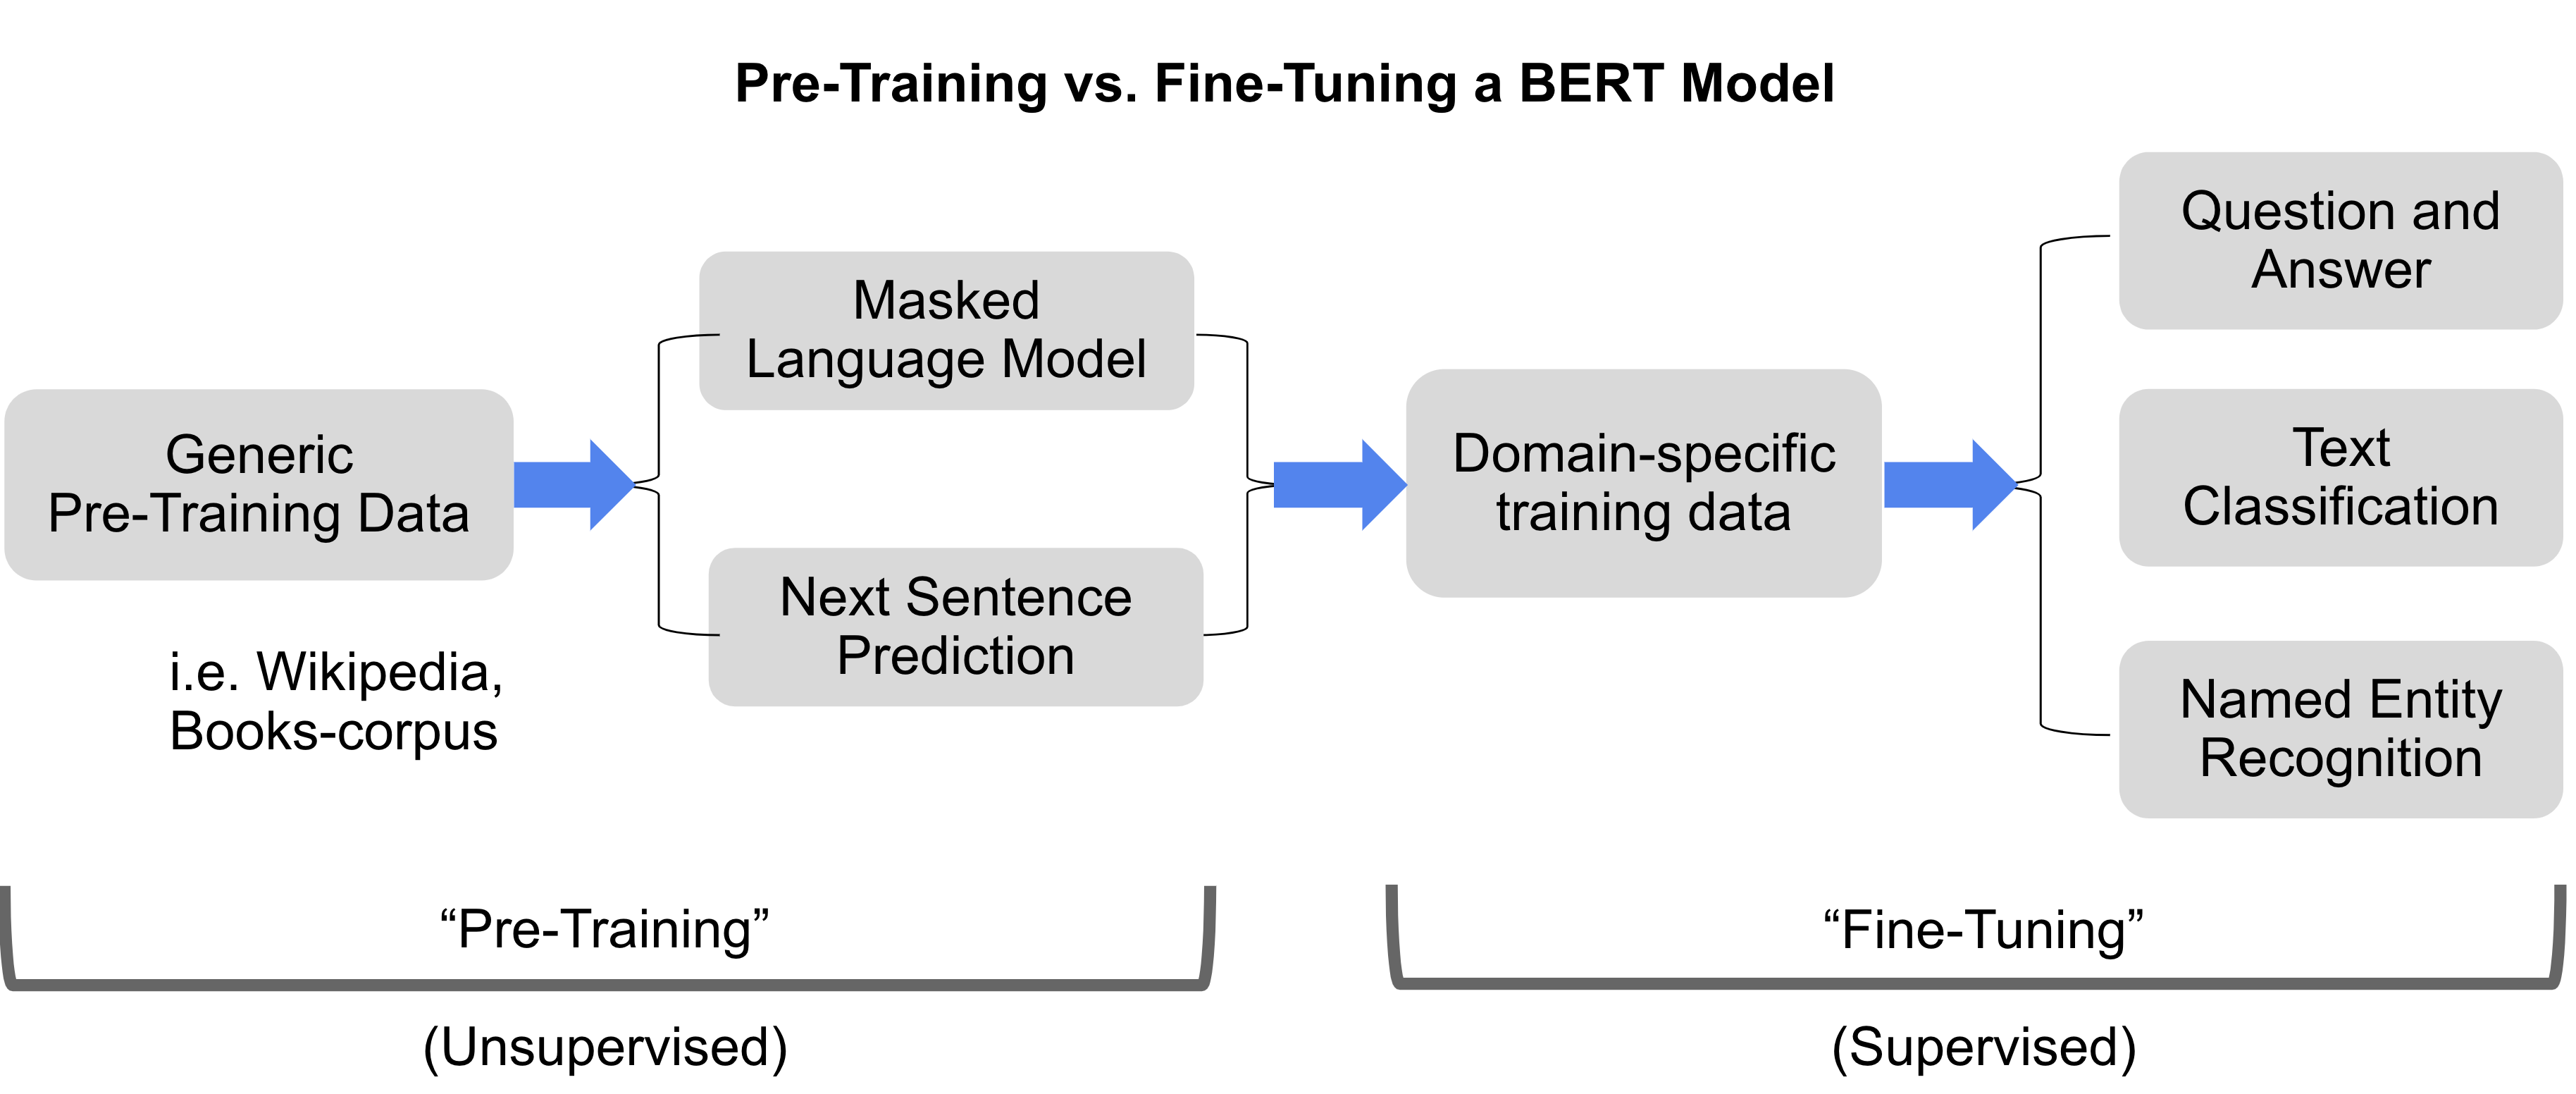 Pre-Training vs. Fine-Tuning a BERT Model
Generic
Pre-Training Data
i.e. Wikipedia,
Books-corpus
Masked
Language Model
Next Sentence
Prediction
Domain-specific
training data
Question and
Answer
Text
Classification
Named Entity
Recognition
“Pre-Training”
(Unsupervised)
“Fine-Tuning”
(Supervised)